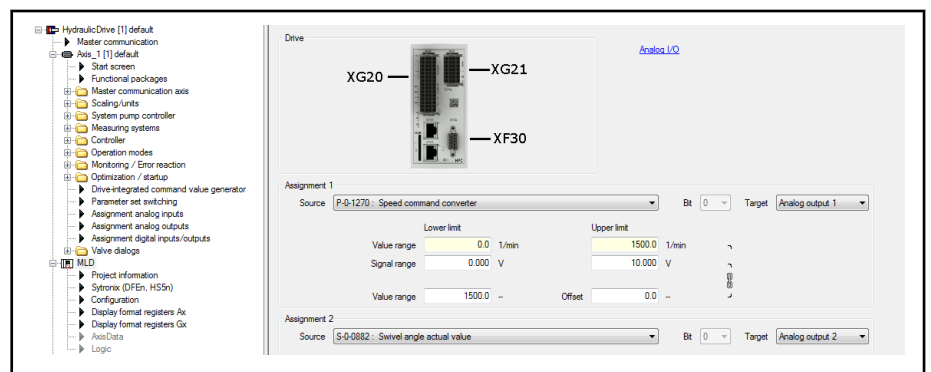 HydraulicDrive [1] default
Master communication
Axis_1 [1] default
Start screen
Functional packages
Master communication axis
Scaling/units
System pump controller
Measuring systems
Controller
Operation modes
Monitoring / Error reaction
Optimization / startup
Drive-integrated command value generator
Parameter set switching
Assignment analog inputs
Assignment analog outputs
Assignment digital inputs/outputs
Valve dialogs
MLD
Project information
Sytronix (DFEn, HS5n)
Configuration
Display format registers Ax
Display format registers Gx
AxisData
Logic
Drive
Analog I/O
XG20
XG21
XF30
Assignment 1
Source P-0-1270 : Speed command converter Bit 0 Target Analog output 1
Lower limit Upper limit
Value range 0.0 1/min 1500.0 1/min
Signal range 0.000 V 10.000 V
Value range 1500.0 -- Offset 0.0 --
Assignment 2
Source S-0-0882 : Swivel angle actual value Bit 0 Target Analog output 2